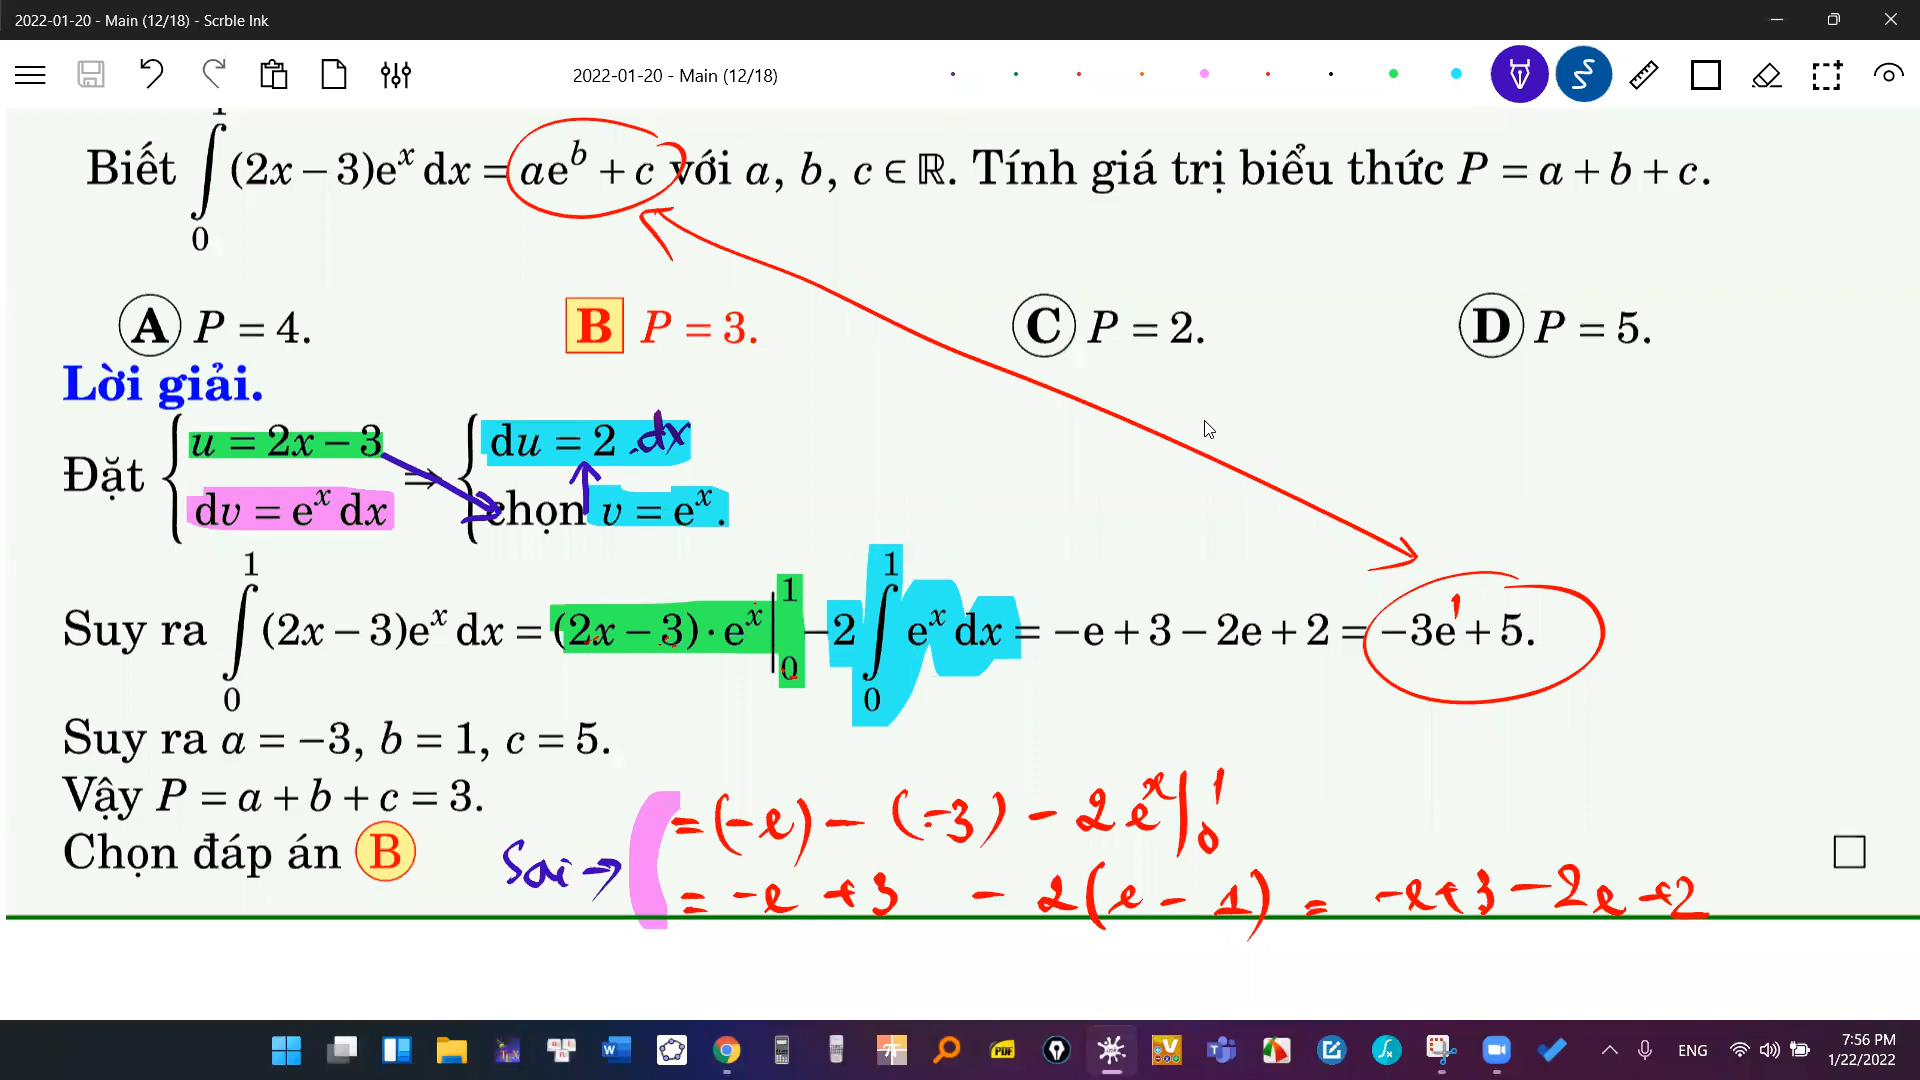 2022-01-20 - Main (12/18) - Scrble Ink
2022-01-20 - Main (12/18)
Biết ∫₀¹ (2x − 3)eˣ dx = aeᵇ + c với a, b, c ∈ ℝ. Tính giá trị biểu thức P = a + b + c.
A P = 4. B P = 3. C P = 2. D P = 5.
Lời giải.
Đặt { u = 2x − 3 ⇒ { du = 2 .dx
dv = eˣ dx chọn v = eˣ.
Suy ra ∫₀¹ (2x − 3)eˣ dx = (2x − 3) · eˣ |₀¹ − 2 ∫₀¹ eˣ dx = −e + 3 − 2e + 2 = −3e¹ + 5.
Suy ra a = −3, b = 1, c = 5.
Vậy P = a + b + c = 3.
Chọn đáp án B
= (−e) − (−3) − 2eˣ |₀¹
Sai →
= −e + 3 − 2(e − 1) = −e + 3 − 2e + 2
ENG
7:56 PM
1/22/2022